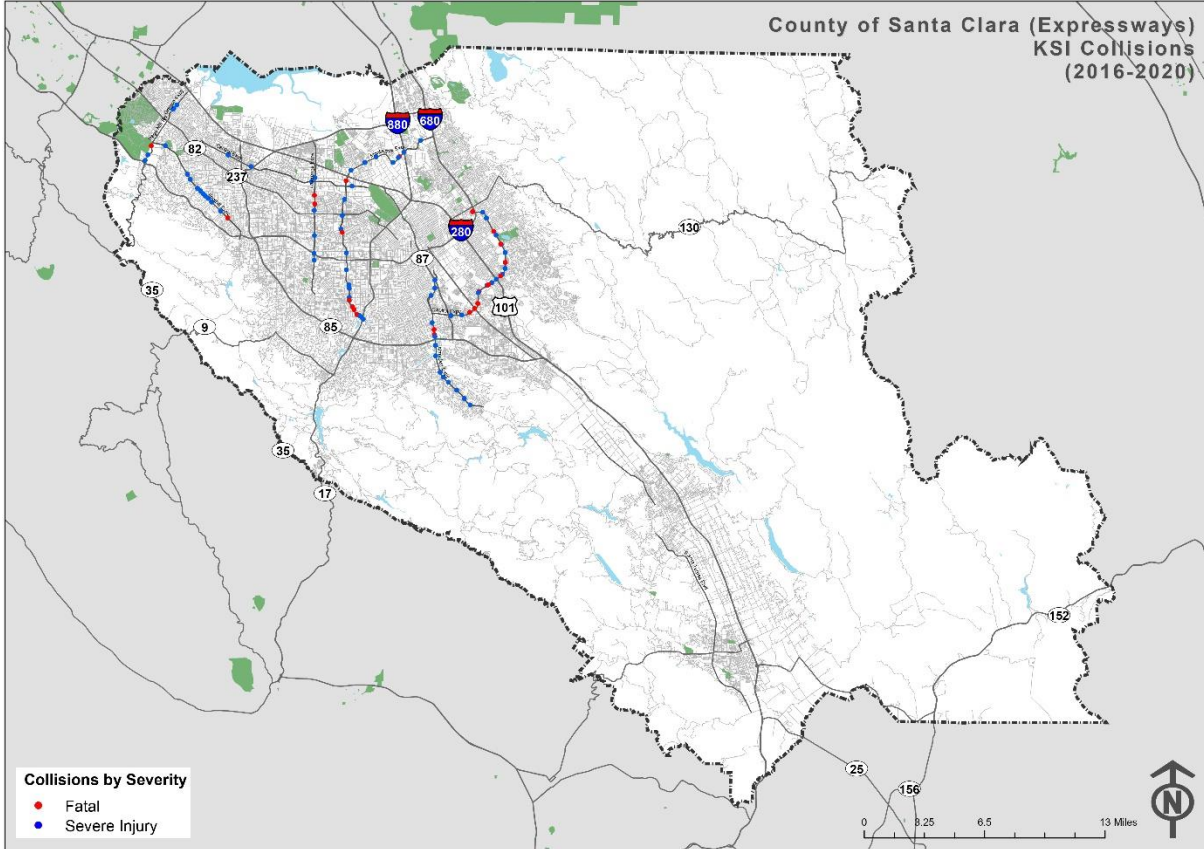 County of Santa Clara (Expressways)
KSI Collisions
(2016-2020)
880
680
82
237
130
280
87
35
101
9
85
35
17
152
25
156
Collisions by Severity
Fatal
Severe Injury
0
3.25
6.5
13 Miles
N